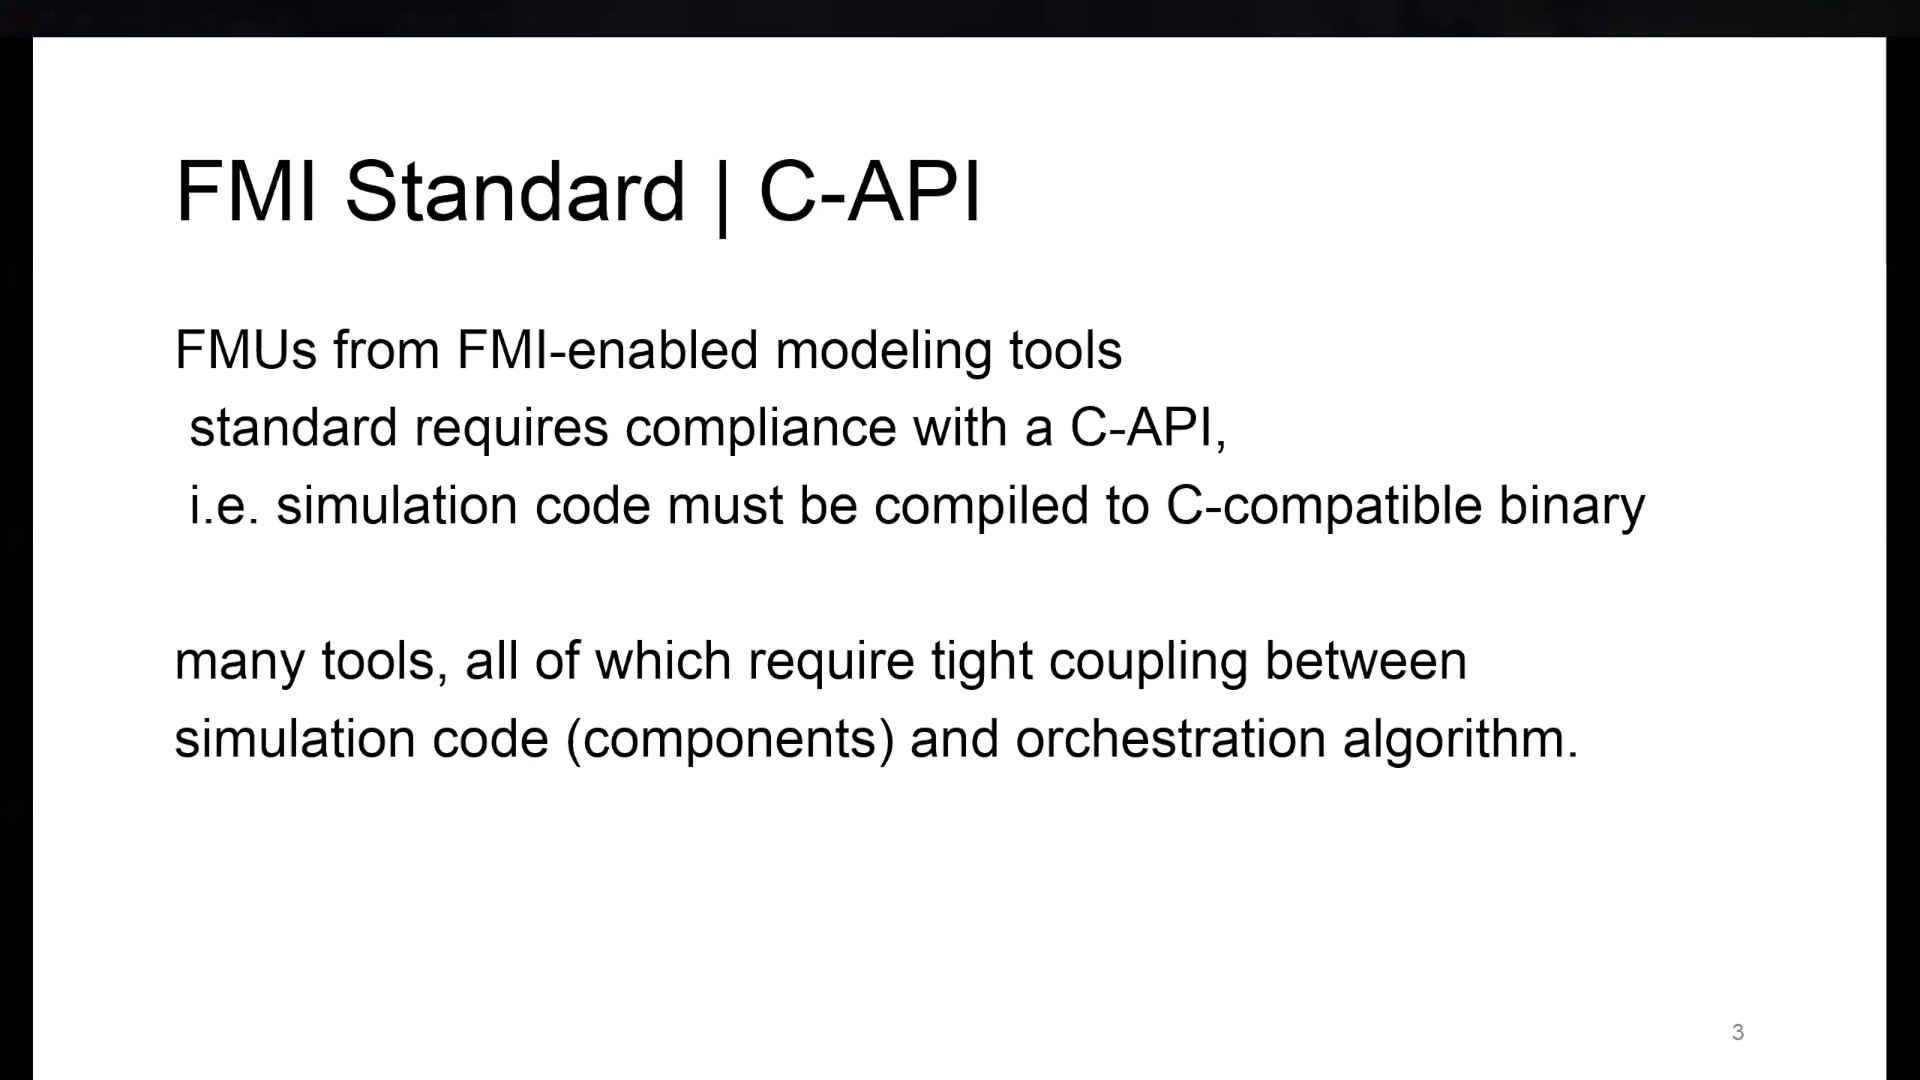 FMI Standard | C-API
FMUs from FMI-enabled modeling tools
standard requires compliance with a C-API,
i.e. simulation code must be compiled to C-compatible binary
many tools, all of which require tight coupling between
simulation code (components) and orchestration algorithm.
3